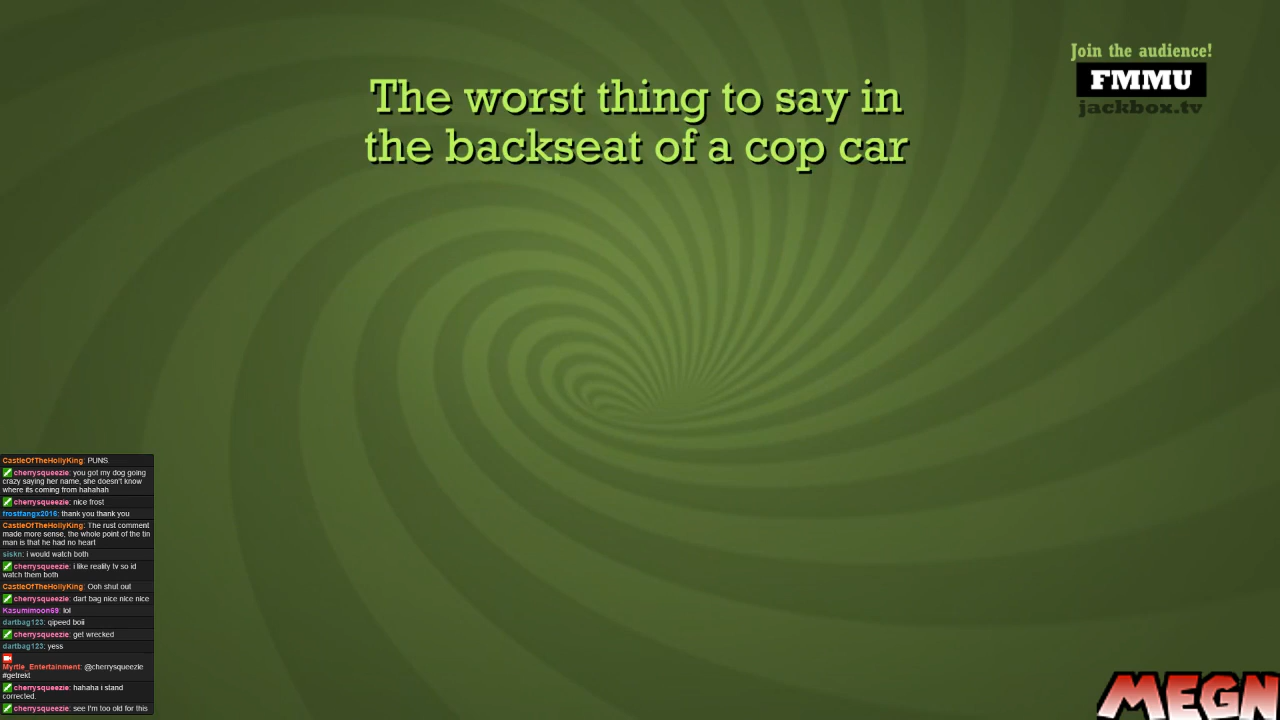 The worst thing to say in
the backseat of a cop car
Join the audience!
FMMU
jackbox.tv
CastleOfTheHollyKing: PUNS
cherrysqueezie: you got my dog going
crazy saying her name, she doesn't know
where its coming from hahahah
cherrysqueezie: nice frost
frostfangx2016: thank you thank you
CastleOfTheHollyKing: The rust comment
made more sense, the whole point of the tin
man is that he had no heart
siskn: i would watch both
cherrysqueezie: i like reality tv so id
watch them both
CastleOfTheHollyKing: Ooh shut out
cherrysqueezie: dart bag nice nice nice
Kasumimoon69: lol
dartbag123: qipeed boii
cherrysqueezie: get wrecked
dartbag123: yess
Myrtle_Entertainment: @cherrysqueezie
#getrekt
cherrysqueezie: hahaha i stand
corrected.
cherrysqueezie: see I'm too old for this
MEGN